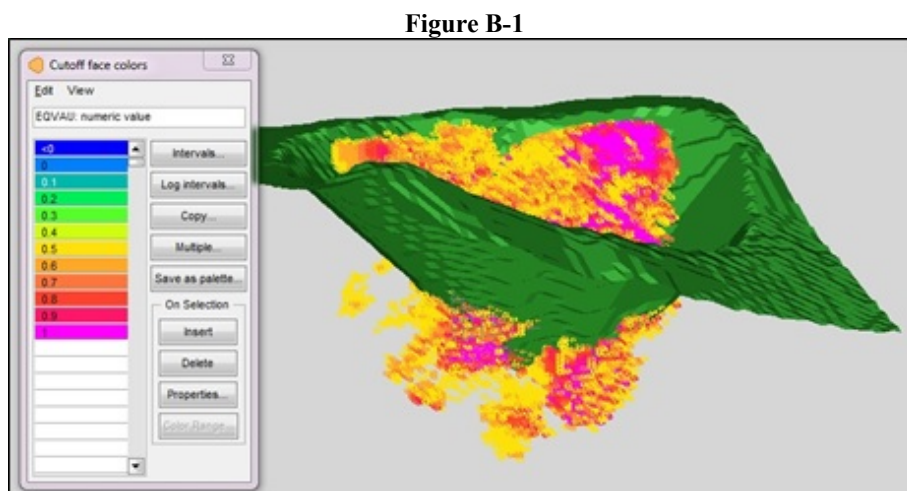 Figure B-1
Cutoff face colors
Edit View
EQVAU: numeric value
<0
0
0.1
0.2
0.3
0.4
0.5
0.6
0.7
0.8
0.9
1
Intervals...
Log intervals...
Copy...
Multiple...
Save as palette...
On Selection
Insert
Delete
Properties...
Color Range...